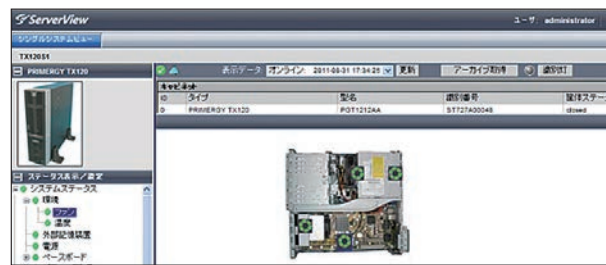 ServerView
ユーザ: administrator
シングルシステムビュー
TX120S1
PRIMERGY TX120
表示データ: オンライン: 2011-08-31 17:34:25 更新 アーカイブ取得 識別灯
キャビネット
ID タイプ 型名 識別番号 筐体ステー
0 PRIMERGY TX120 PGT1212AA ST727A00048 closed
ステータス表示/設定
システムステータス
環境
ファン
温度
外部記憶装置
電源
ベースボード